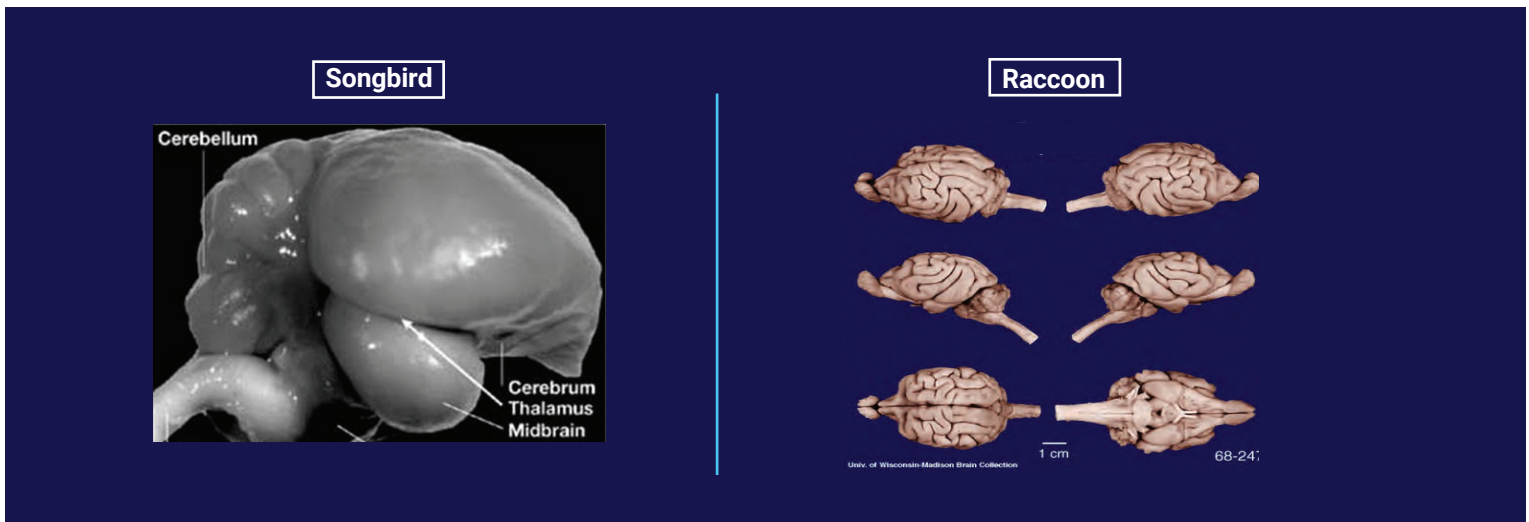 Songbird
Raccoon
Cerebellum
Cerebrum
Thalamus
Midbrain
1 cm
Univ. of Wisconsin-Madison Brain Collection
68-247